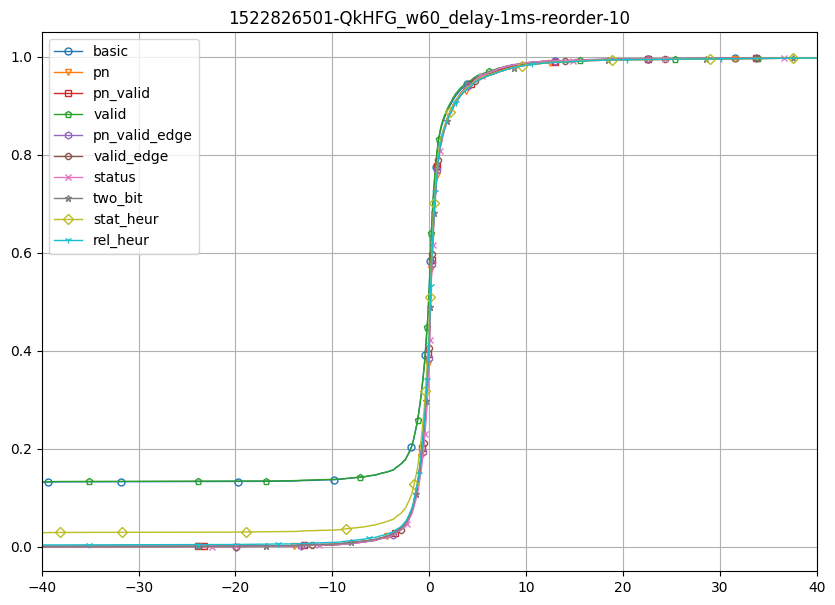 1522826501-QkHFG_w60_delay-1ms-reorder-10
basic
pn
pn_valid
valid
pn_valid_edge
valid_edge
status
two_bit
stat_heur
rel_heur
1.0
0.8
0.6
0.4
0.2
0.0
−40 −30 −20 −10 0 10 20 30 40